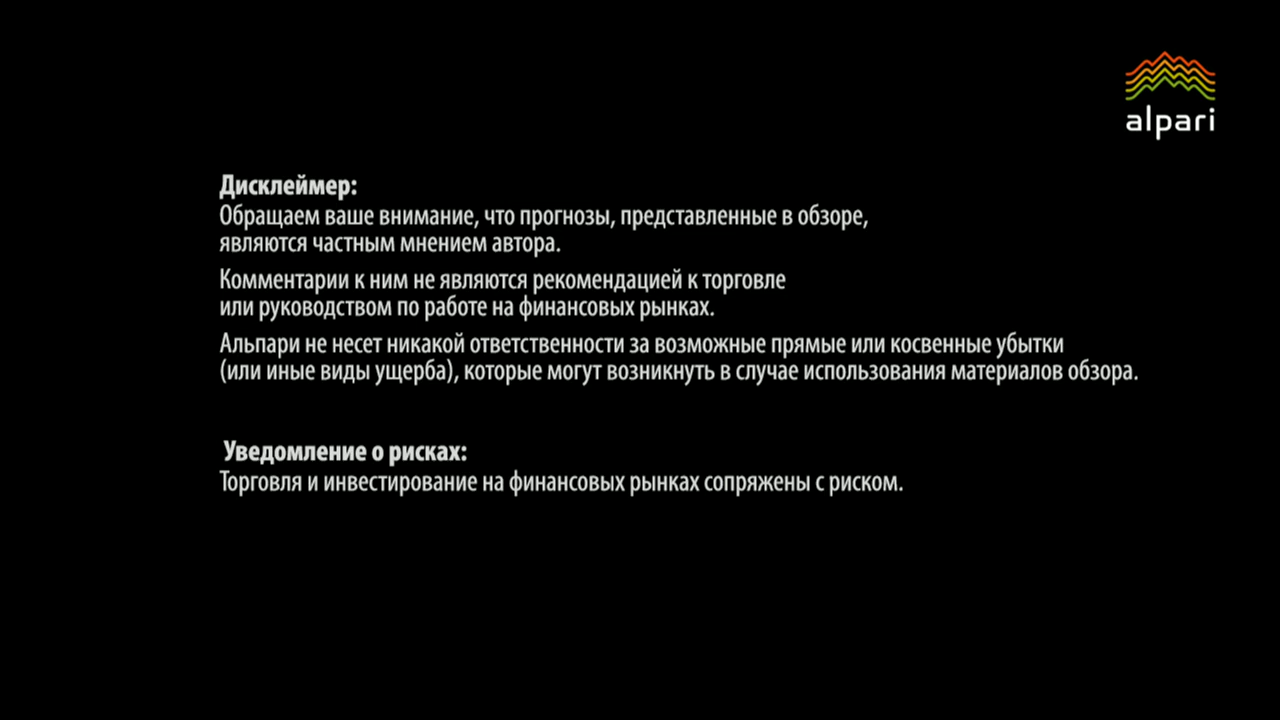 alpari
Дисклеймер:
Обращаем ваше внимание, что прогнозы, представленные в обзоре,
являются частным мнением автора.
Комментарии к ним не являются рекомендацией к торговле
или руководством по работе на финансовых рынках.
Альпари не несет никакой ответственности за возможные прямые или косвенные убытки
(или иные виды ущерба), которые могут возникнуть в случае использования материалов обзора.
Уведомление о рисках:
Торговля и инвестирование на финансовых рынках сопряжены с риском.